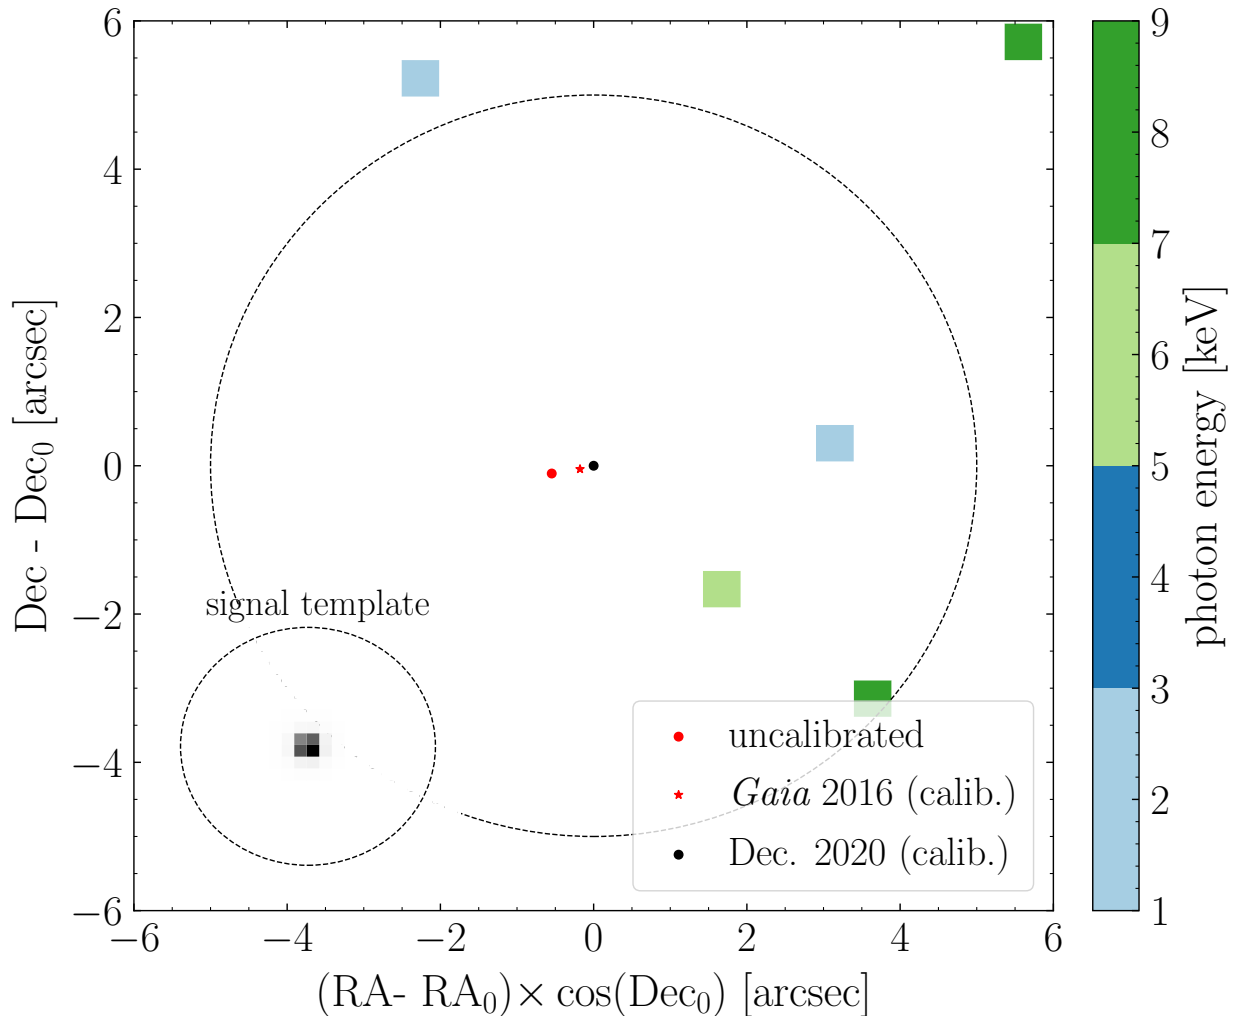 6
4
2
0
−2
−4
−6
Dec - Dec₀ [arcsec]
signal template
uncalibrated
Gaia 2016 (calib.)
Dec. 2020 (calib.)
−6 −4 −2 0 2 4 6
(RA- RA₀)× cos(Dec₀) [arcsec]
9
8
7
6
5
4
3
2
1
photon energy [keV]